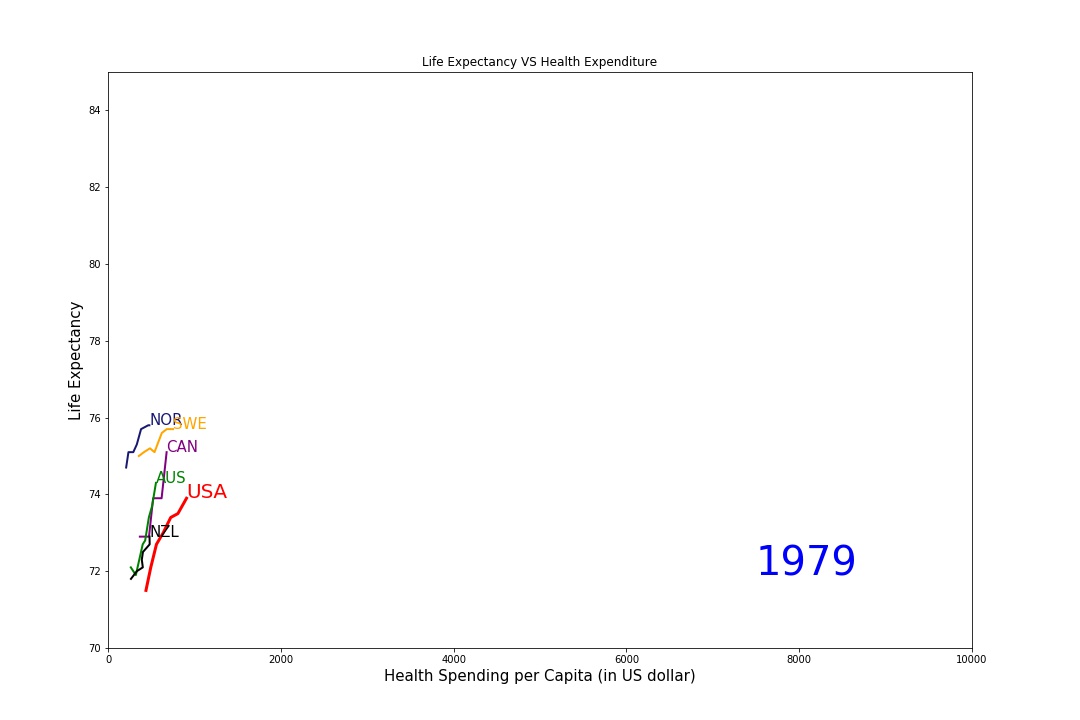 Life Expectancy VS Health Expenditure
84
82
80
78
76
74
72
70
Life Expectancy
NOR
SWE
CAN
AUS
USA
NZL
1979
0
2000
4000
6000
8000
10000
Health Spending per Capita (in US dollar)